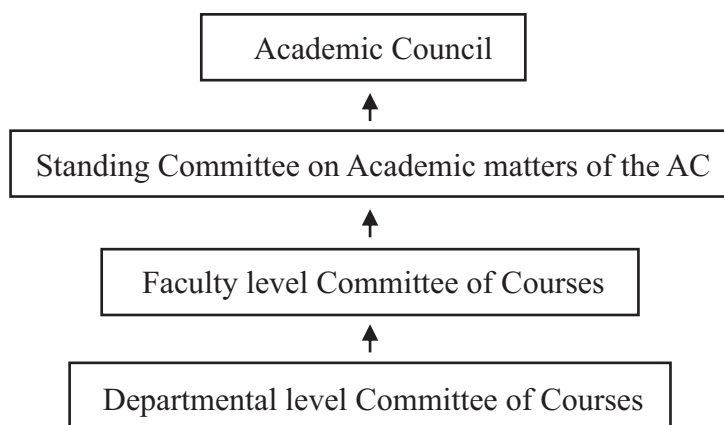 Academic Council
Standing Committee on Academic matters of the AC
Faculty level Committee of Courses
Departmental level Committee of Courses